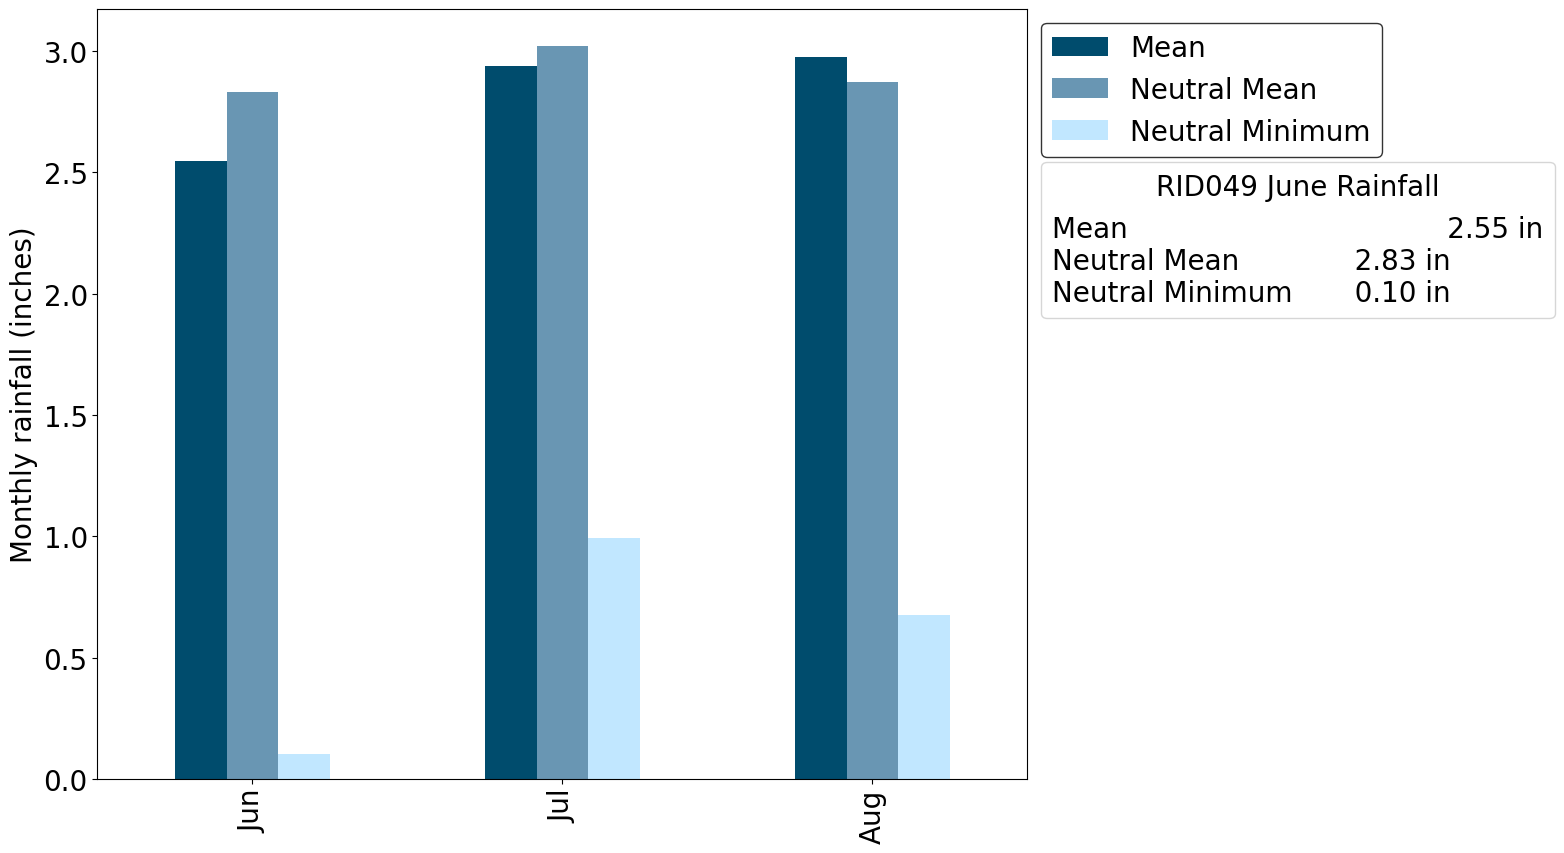 Monthly rainfall (inches)
3.0
2.5
2.0
1.5
1.0
0.5
0.0
Jun
Jul
Aug
Mean
Neutral Mean
Neutral Minimum
RID049 June Rainfall
Mean 2.55 in
Neutral Mean 2.83 in
Neutral Minimum 0.10 in